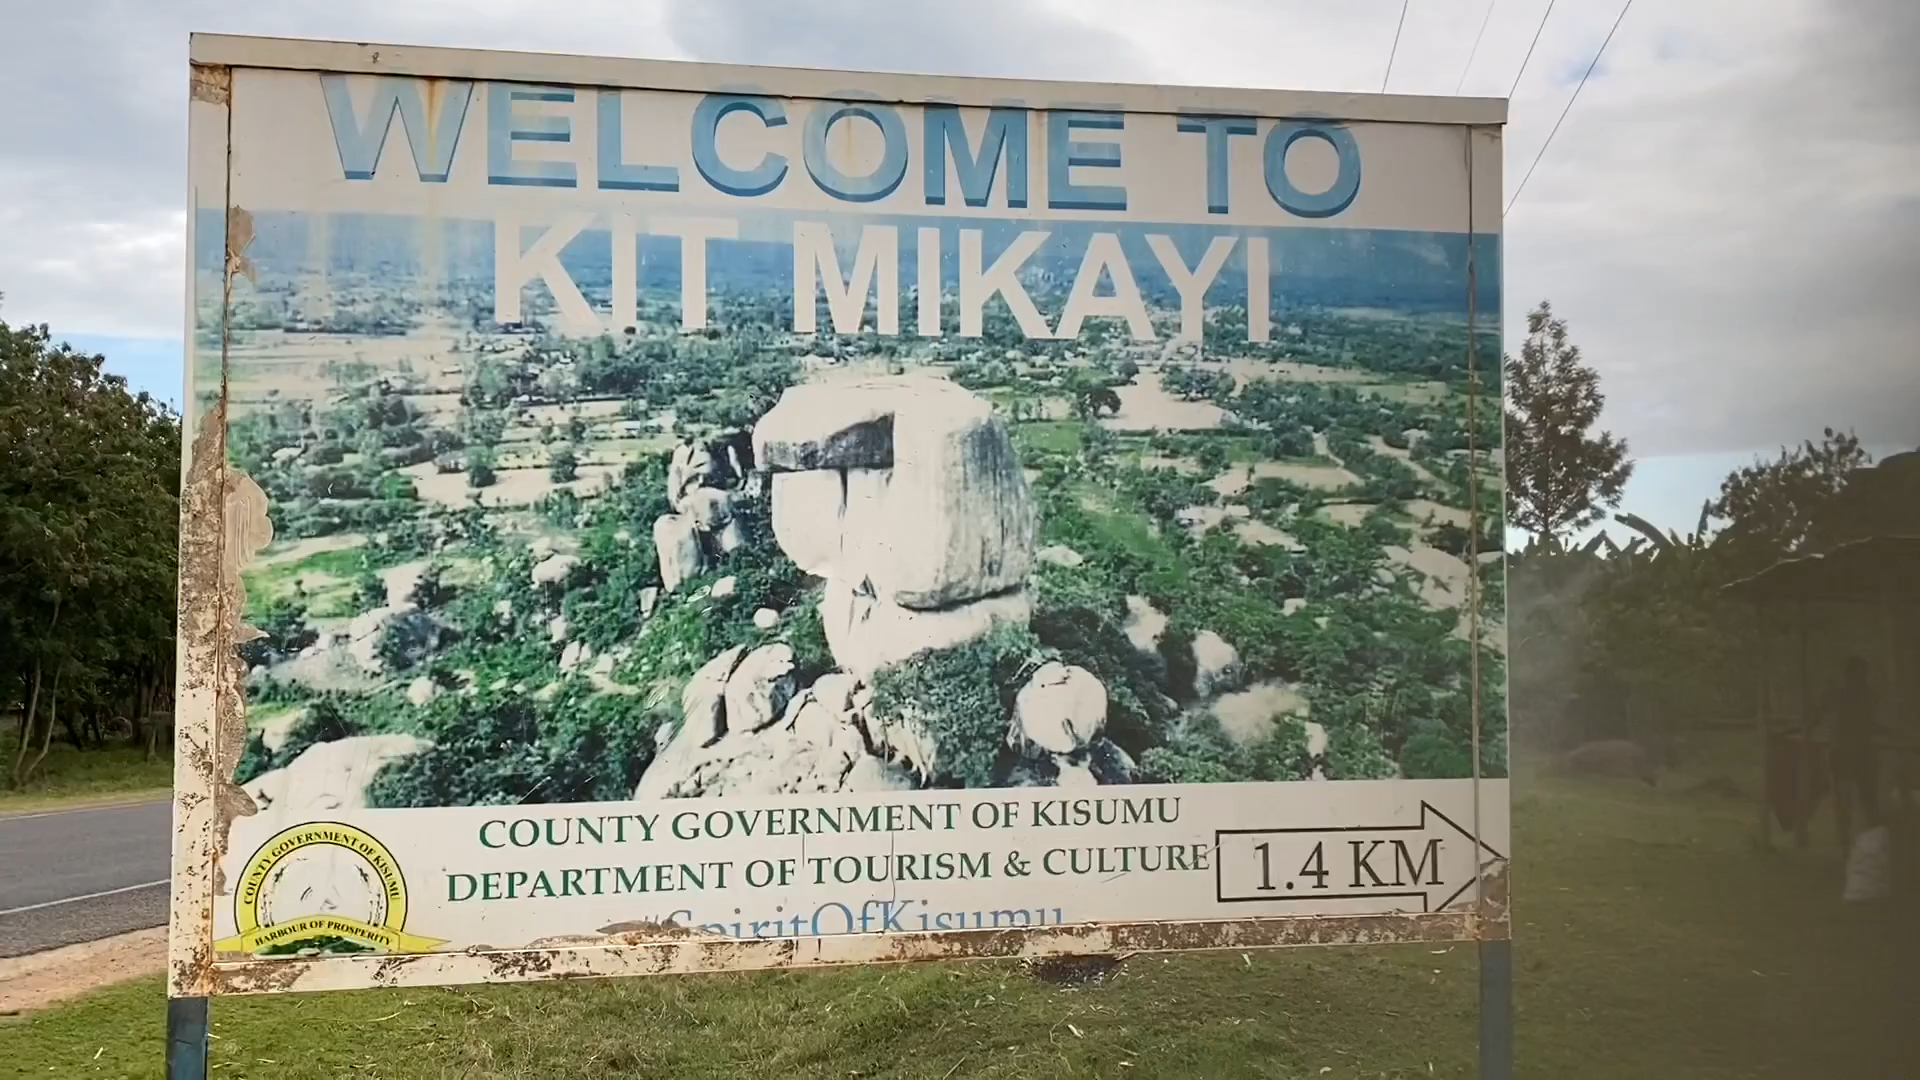 WELCOME TO
KIT MIKAYI
COUNTY GOVERNMENT OF KISUMU
DEPARTMENT OF TOURISM & CULTURE
1.4 KM
#SpiritOfKisumu
COUNTY GOVERNMENT OF KISUMU
HARBOUR OF PROSPERITY